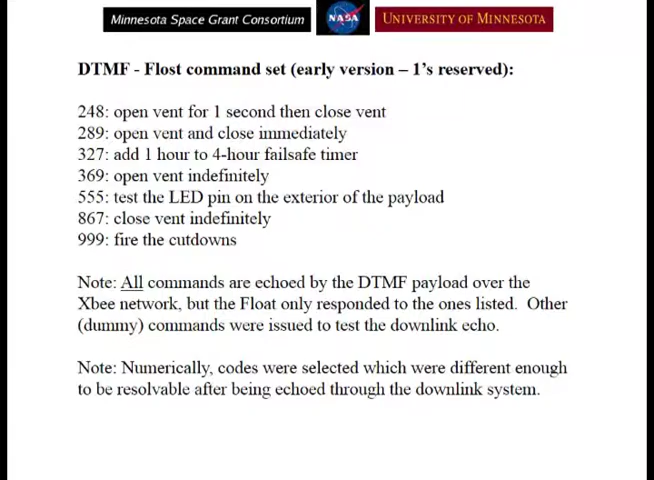 Minnesota Space Grant Consortium
NASA
UNIVERSITY OF MINNESOTA
DTMF - Flost command set (early version – 1’s reserved):
248: open vent for 1 second then close vent
289: open vent and close immediately
327: add 1 hour to 4-hour failsafe timer
369: open vent indefinitely
555: test the LED pin on the exterior of the payload
867: close vent indefinitely
999: fire the cutdowns
Note: All commands are echoed by the DTMF payload over the
Xbee network, but the Float only responded to the ones listed.  Other
(dummy) commands were issued to test the downlink echo.
Note: Numerically, codes were selected which were different enough
to be resolvable after being echoed through the downlink system.